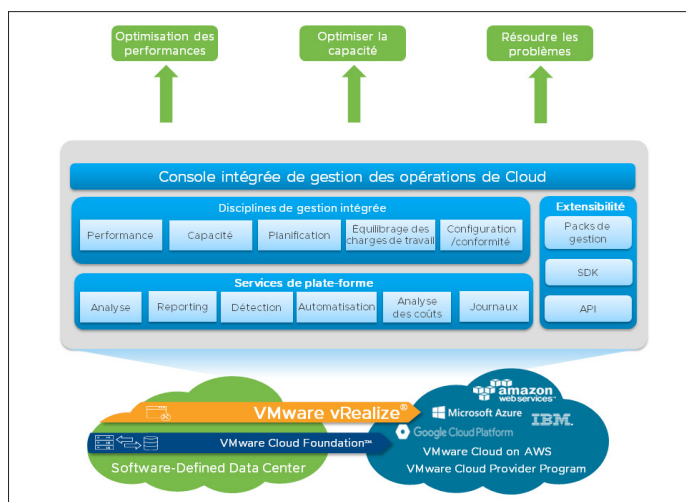 Optimisation des
performances
Optimiser la
capacité
Résoudre les
problèmes
Console intégrée de gestion des opérations de Cloud
Disciplines de gestion intégrée
Performance
Capacité
Planification
Équilibrage des
charges de travail
Configuration
/conformité
Extensibilité
Packs de
gestion
SDK
API
Services de plate-forme
Analyse
Reporting
Détection
Automatisation
Analyse
des coûts
Journaux
VMware vRealize®
VMware Cloud Foundation™
Software-Defined Data Center
amazon
webservices™
Microsoft Azure
IBM.
Google Cloud Platform
VMware Cloud on AWS
VMware Cloud Provider Program